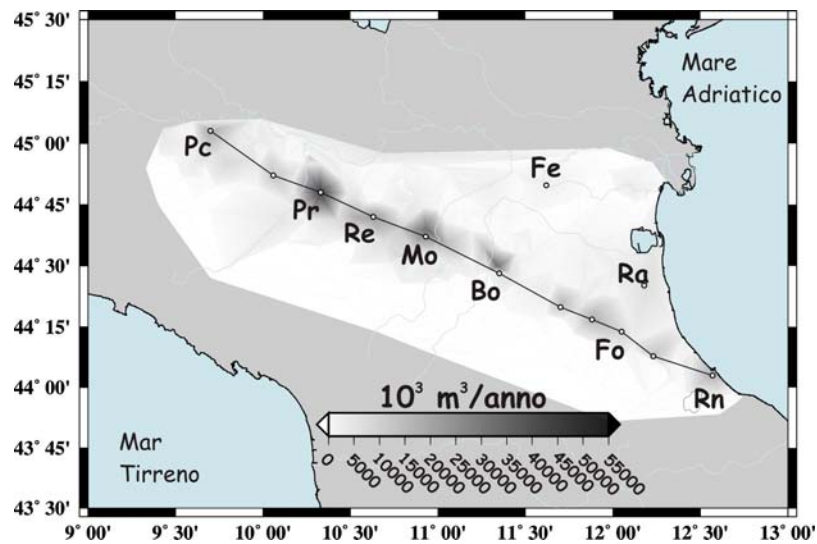 45° 30'
45° 15'
45° 00'
44° 45'
44° 30'
44° 15'
44° 00'
43° 45'
43° 30'
Mare
Adriatico
Pc
Fe
Pr
Re
Mo
Ra
Bo
Fo
Rn
10³ m³/anno
0
5000
10000
15000
20000
25000
30000
35000
40000
45000
50000
55000
Mar
Tirreno
9° 00' 9° 30' 10° 00' 10° 30' 11° 00' 11° 30' 12° 00' 12° 30' 13° 00'